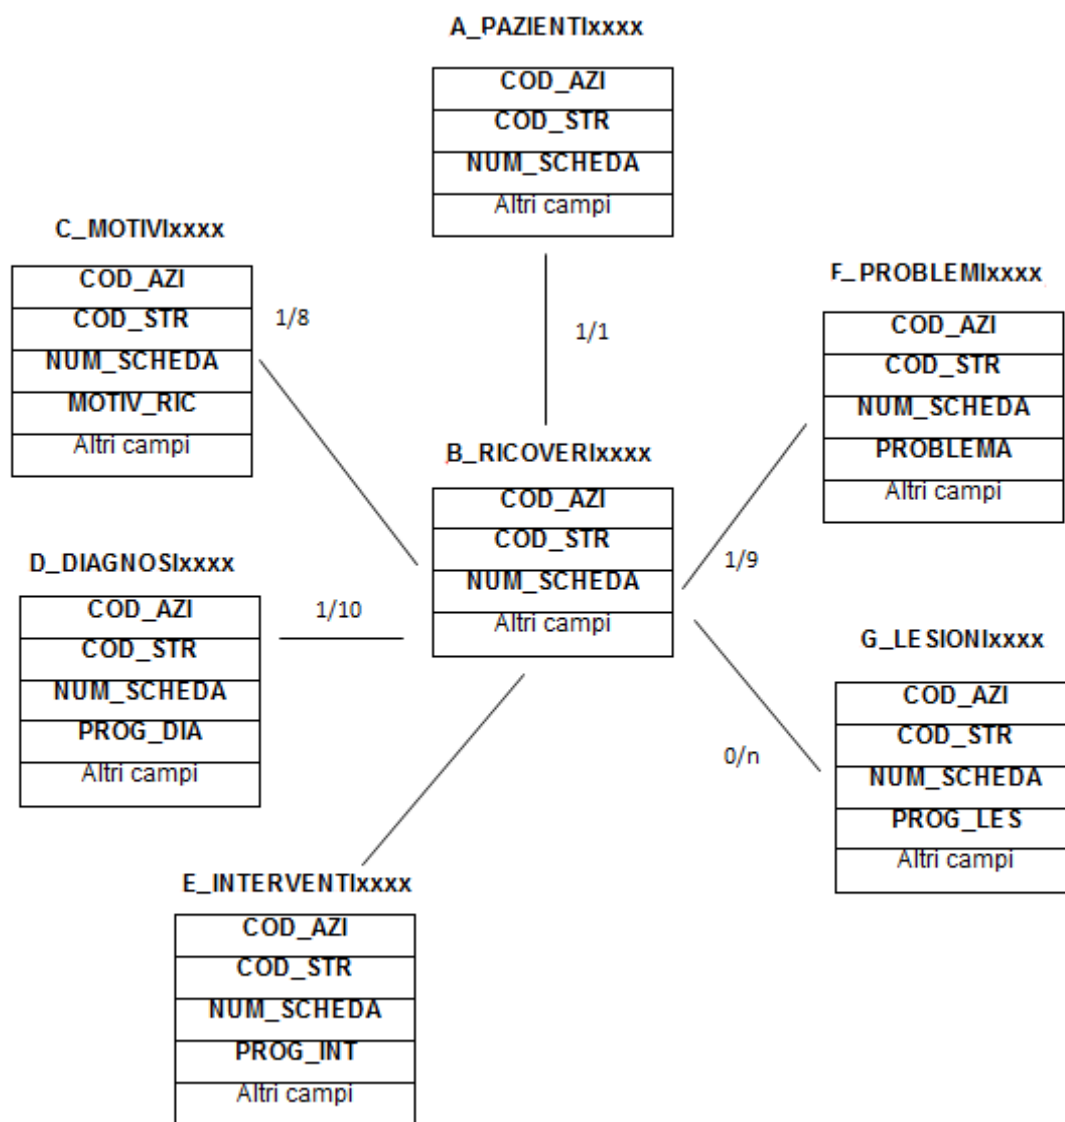 A_PAZIENTIxxxx
COD_AZI
COD_STR
NUM_SCHEDA
Altri campi
C_MOTIVIxxxx
COD_AZI
COD_STR
NUM_SCHEDA
MOTIV_RIC
Altri campi
1/8
1/1
F_PROBLEMIxxxx
COD_AZI
COD_STR
NUM_SCHEDA
PROBLEMA
Altri campi
B_RICOVERIxxxx
COD_AZI
COD_STR
NUM_SCHEDA
Altri campi
1/9
D_DIAGNOSIxxxx
COD_AZI
COD_STR
NUM_SCHEDA
PROG_DIA
Altri campi
1/10
G_LESIONIxxxx
COD_AZI
COD_STR
NUM_SCHEDA
PROG_LES
Altri campi
0/n
E_INTERVENTIxxxx
COD_AZI
COD_STR
NUM_SCHEDA
PROG_INT
Altri campi